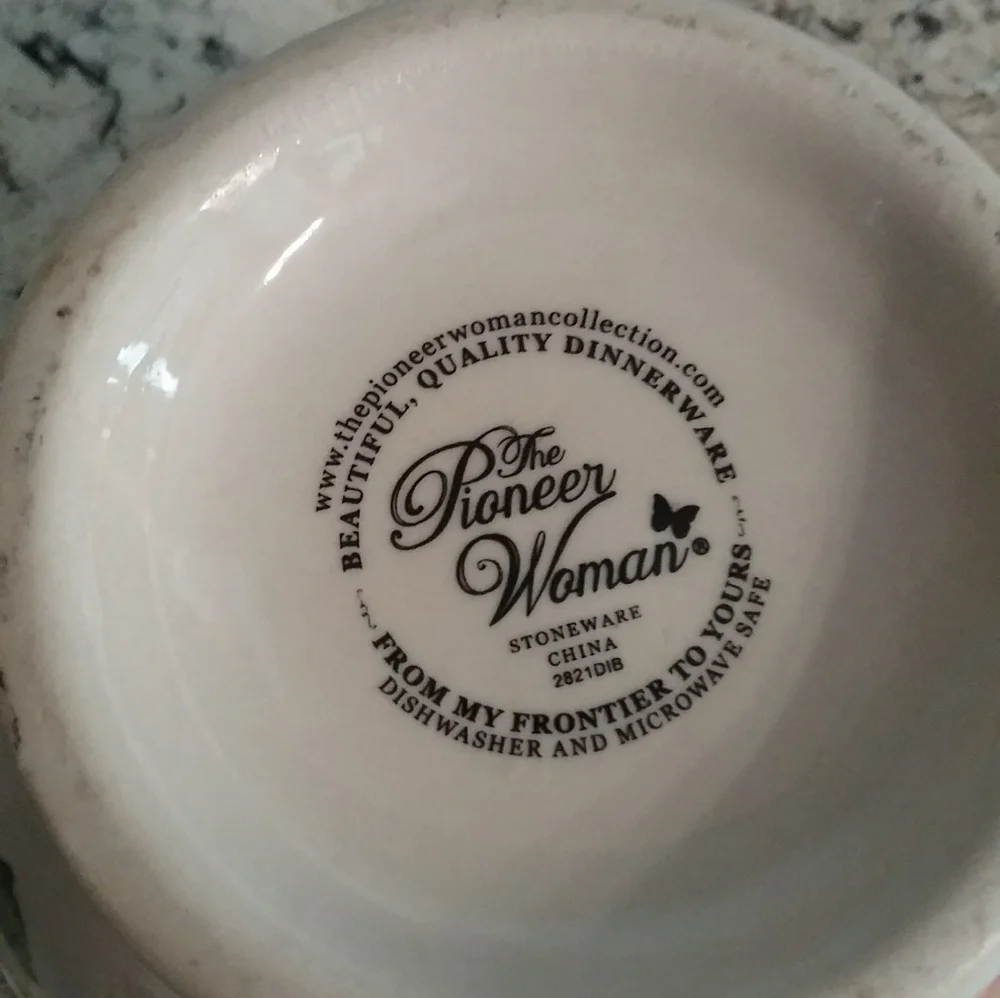 www.thepioneerwomancollection.com
BEAUTIFUL, QUALITY DINNERWARE
The
Pioneer
Woman®
STONEWARE
CHINA
2821DIB
FROM MY FRONTIER TO YOURS
DISHWASHER AND MICROWAVE SAFE